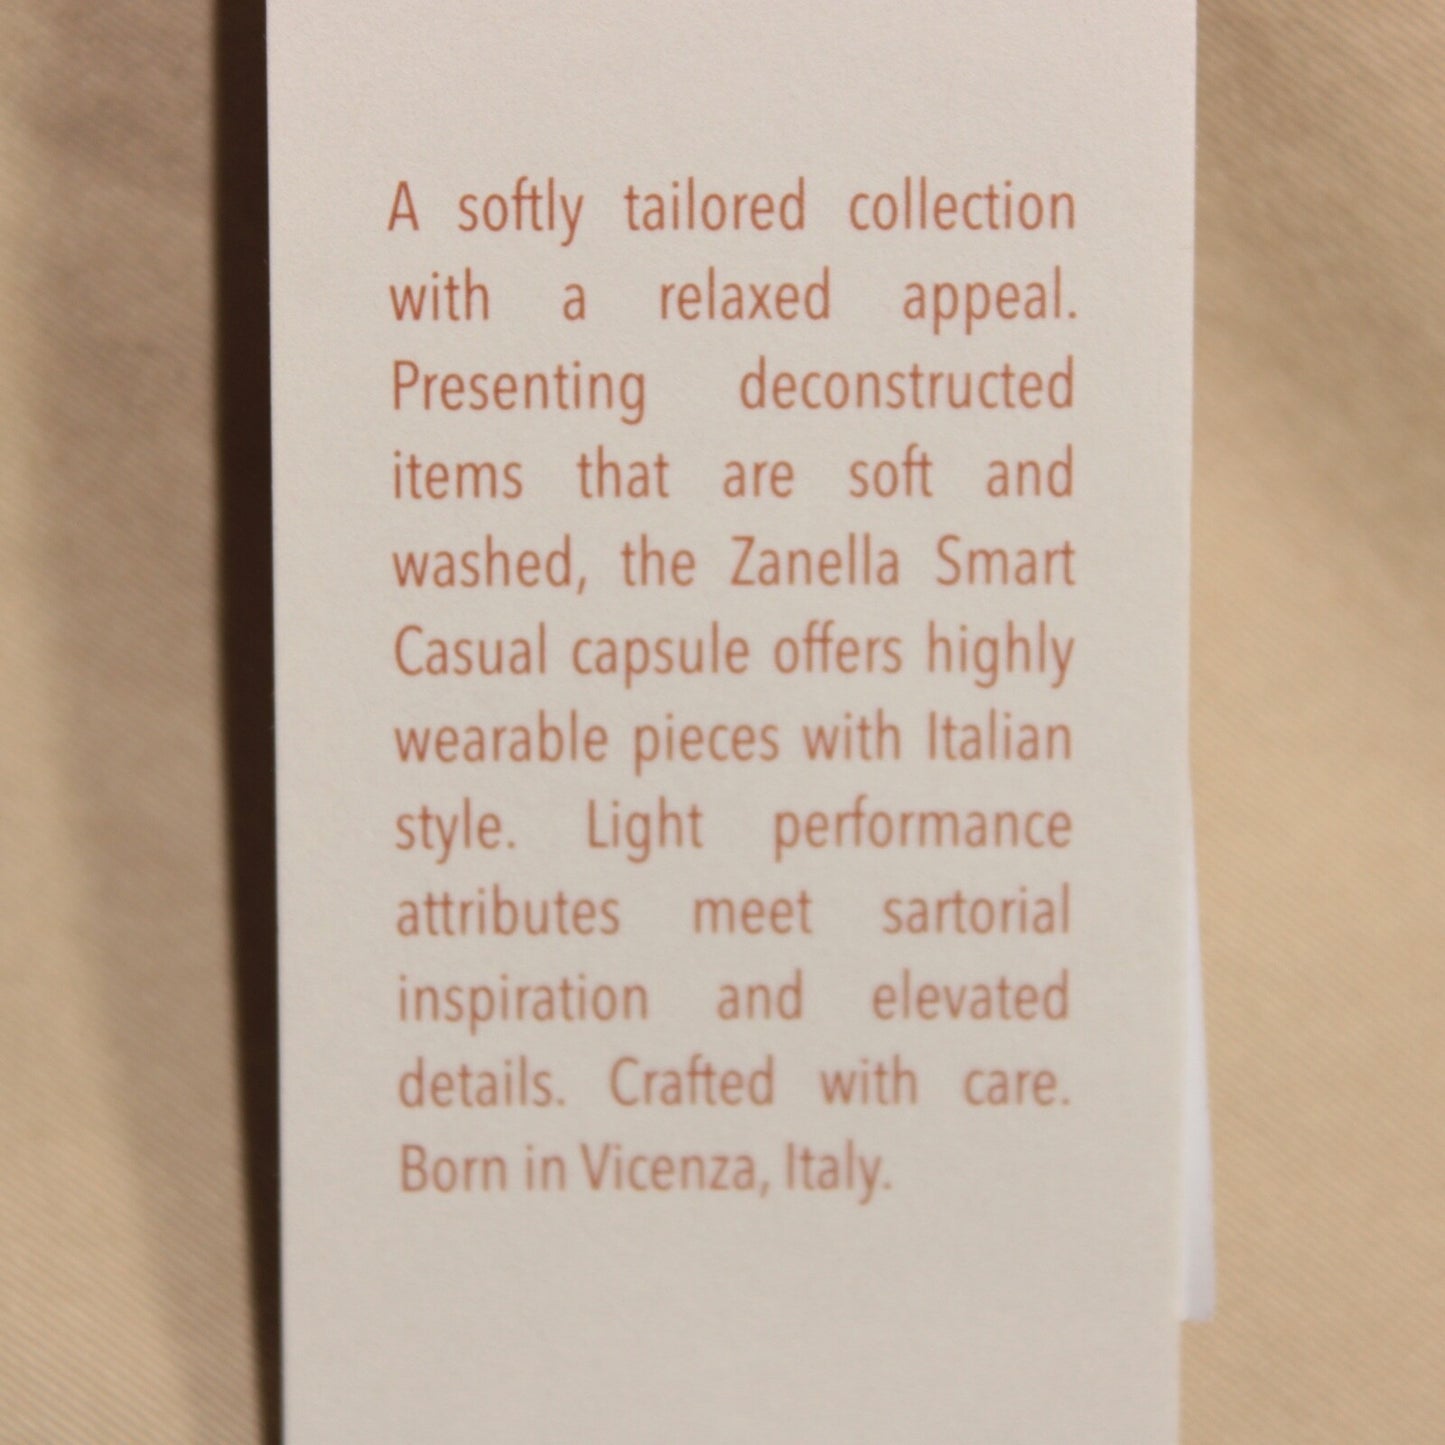 A softly tailored collection
with a relaxed appeal.
Presenting deconstructed
items that are soft and
washed, the Zanella Smart
Casual capsule offers highly
wearable pieces with Italian
style. Light performance
attributes meet sartorial
inspiration and elevated
details. Crafted with care.
Born in Vicenza, Italy.